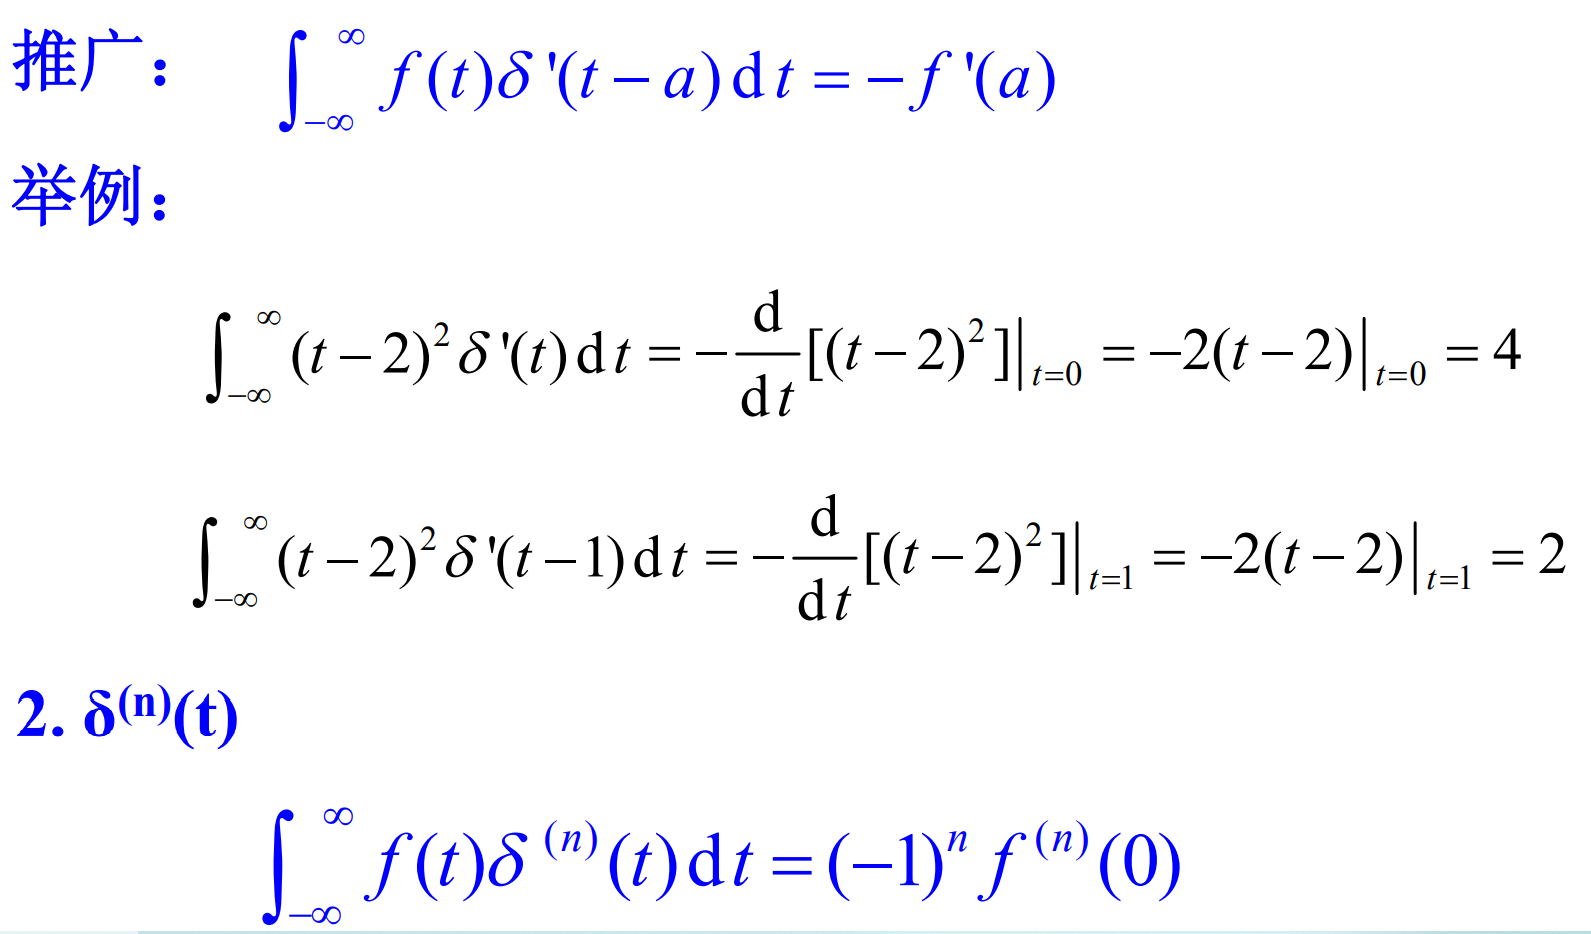 推广： ∫_{-∞}^{∞} f(t)δ'(t − a)dt = −f'(a)
举例：
∫_{-∞}^{∞} (t − 2)²δ'(t)dt = −d/dt[(t − 2)²]|_{t=0} = −2(t − 2)|_{t=0} = 4
∫_{-∞}^{∞} (t − 2)²δ'(t − 1)dt = −d/dt[(t − 2)²]|_{t=1} = −2(t − 2)|_{t=1} = 2
2. δ^{(n)}(t)
∫_{-∞}^{∞} f(t)δ^{(n)}(t)dt = (−1)^n f^{(n)}(0)